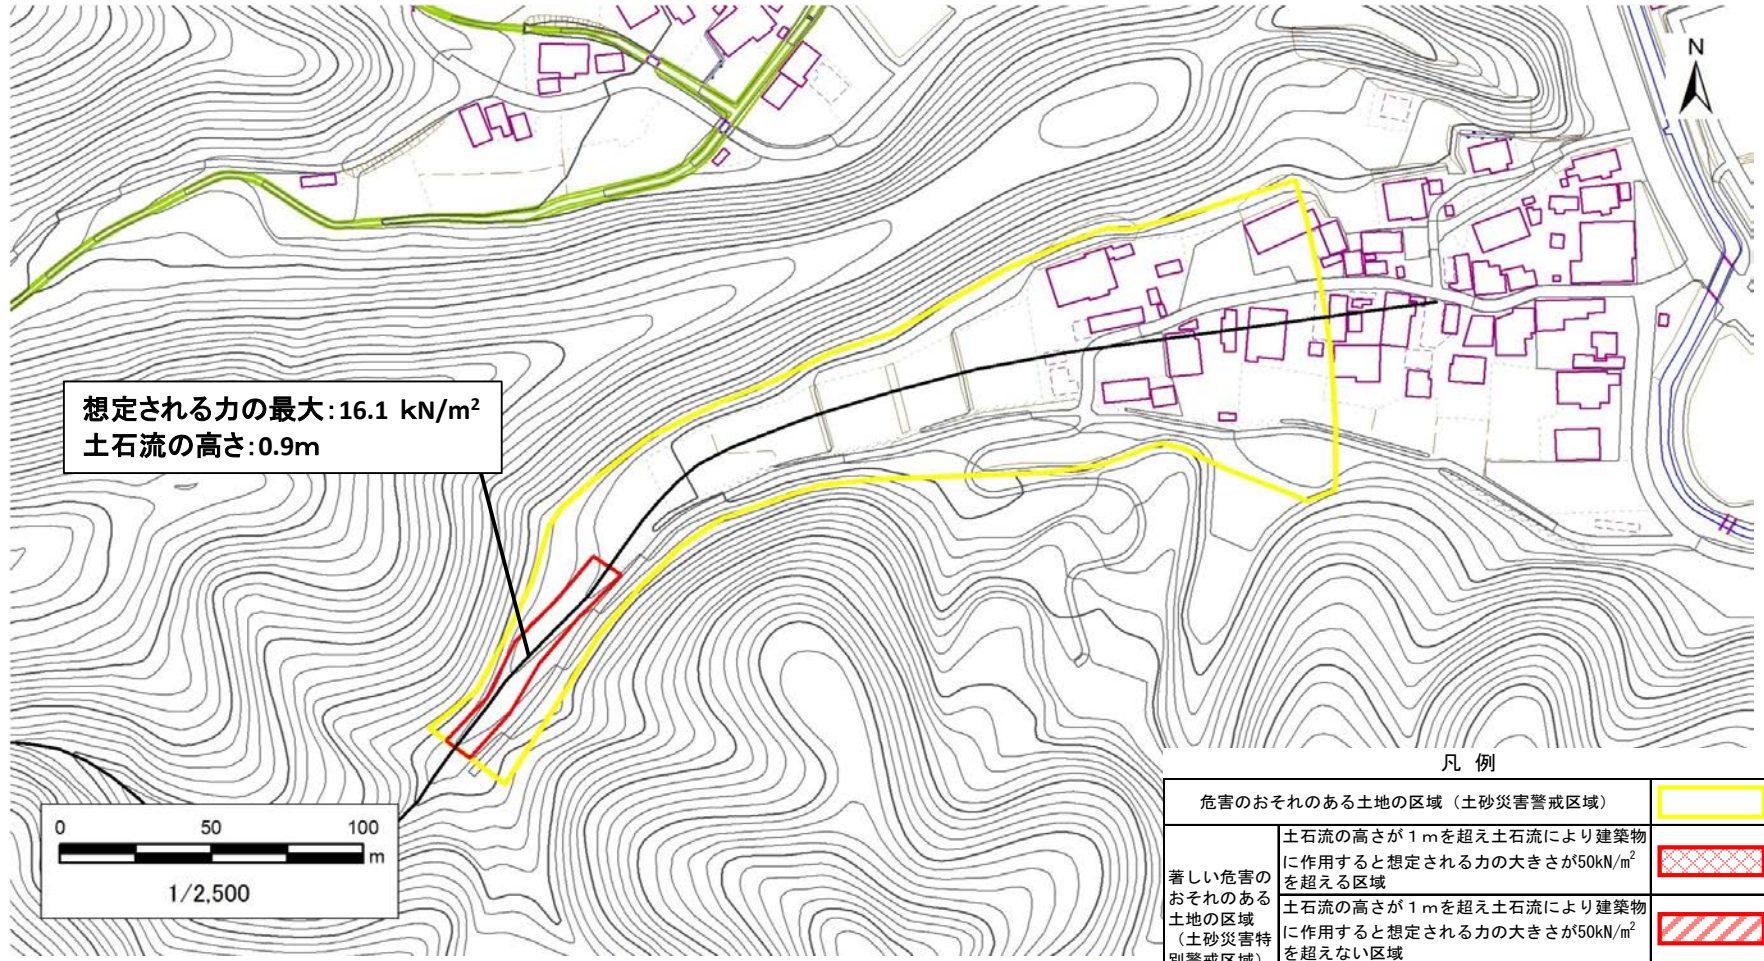 N
想定される力の最大:16.1 kN/m²
土石流の高さ:0.9m
0 50 100
m
1/2,500
凡 例
危害のおそれのある土地の区域(土砂災害警戒区域)
著しい危害の
おそれのある
土地の区域
(土砂災害特
別警戒区域)
土石流の高さが1mを超え土石流により建築物
に作用すると想定される力の大きさが50kN/m²
を超える区域
土石流の高さが1mを超え土石流により建築物
に作用すると想定される力の大きさが50kN/m²
を超えない区域